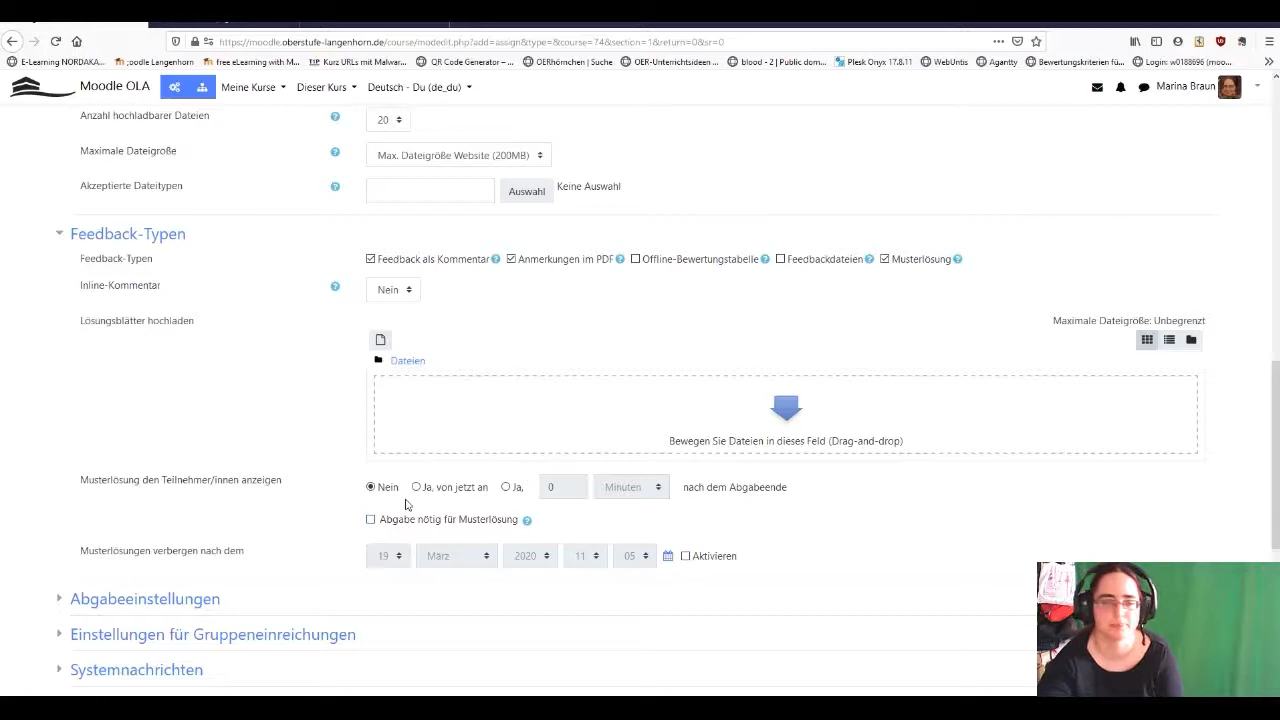 https://moodle.oberstufe-langenhorn.de/course/modedit.php?add=assign&type=&course=74&section=1&return=0&sr=0
E-Learning NORDAKA... ;oodle Langenhorn free eLearning with M... Kurz URLs mit Malwar... QR Code Generator – ... OERhörnchen | Suche OER-Unterrichtsideen ... blood - 2 | Public dom... Plesk Onyx 17.8.11 WebUntis Agantty Bewertungskriterien fü... Login: w0188696 (moo...
Moodle OLA Meine Kurse Dieser Kurs Deutsch - Du (de_du) Marina Braun
Anzahl hochladbarer Dateien 20
Maximale Dateigröße Max. Dateigröße Website (200MB)
Akzeptierte Dateitypen Auswahl Keine Auswahl
Feedback-Typen
Feedback-Typen Feedback als Kommentar Anmerkungen im PDF Offline-Bewertungstabelle Feedbackdateien Musterlösung
Inline-Kommentar Nein
Lösungsblätter hochladen Maximale Dateigröße: Unbegrenzt
Dateien
Bewegen Sie Dateien in dieses Feld (Drag-and-drop)
Musterlösung den Teilnehmer/innen anzeigen Nein Ja, von jetzt an Ja, 0 Minuten nach dem Abgabeende
Abgabe nötig für Musterlösung
Musterlösungen verbergen nach dem 19 März 2020 11 05 Aktivieren
Abgabeeinstellungen
Einstellungen für Gruppeneinreichungen
Systemnachrichten